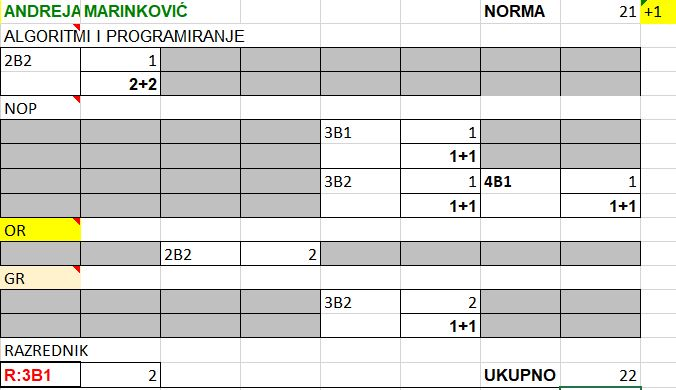 ANDREJA MARINKOVIĆ NORMA 21 +1
ALGORITMI I PROGRAMIRANJE
2B2 1
2+2
NOP
3B1 1
1+1
3B2 1 4B1 1
1+1 1+1
OR
2B2 2
GR
3B2 2
1+1
RAZREDNIK
R:3B1 2 UKUPNO 22